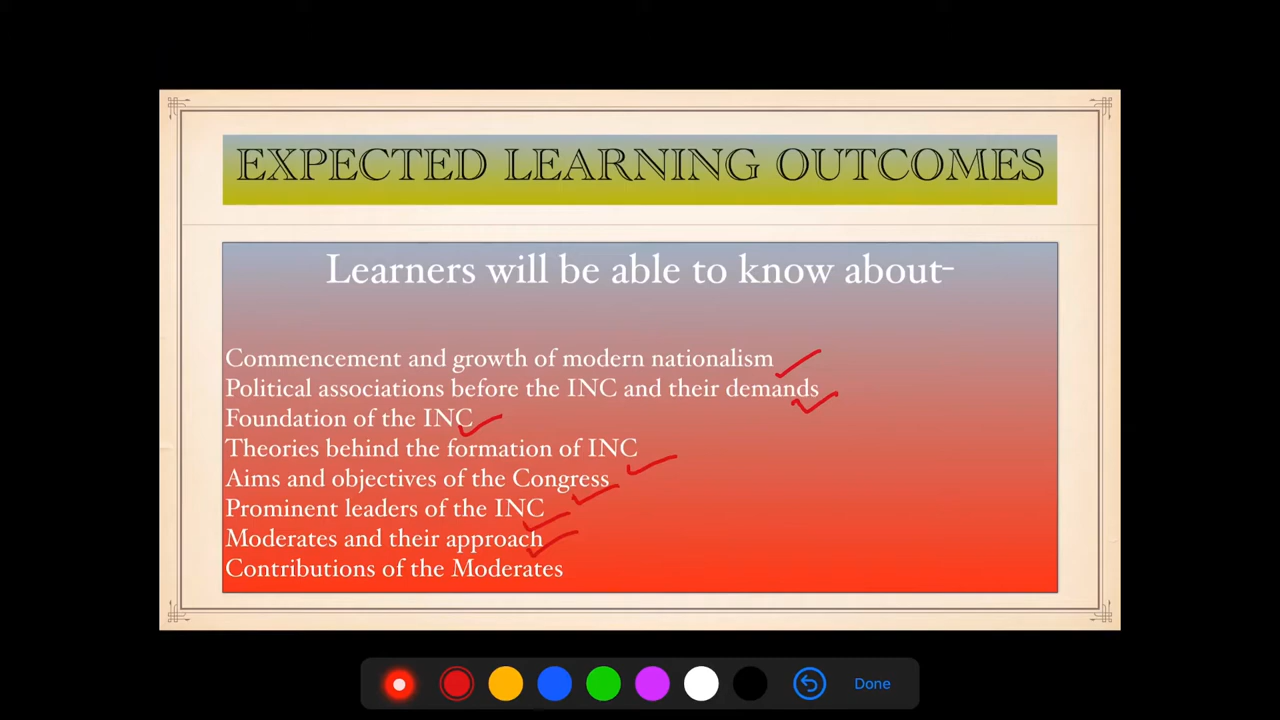 EXPECTED LEARNING OUTCOMES
Learners will be able to know about-
Commencement and growth of modern nationalism
Political associations before the INC and their demands
Foundation of the INC
Theories behind the formation of INC
Aims and objectives of the Congress
Prominent leaders of the INC
Moderates and their approach
Contributions of the Moderates
Done